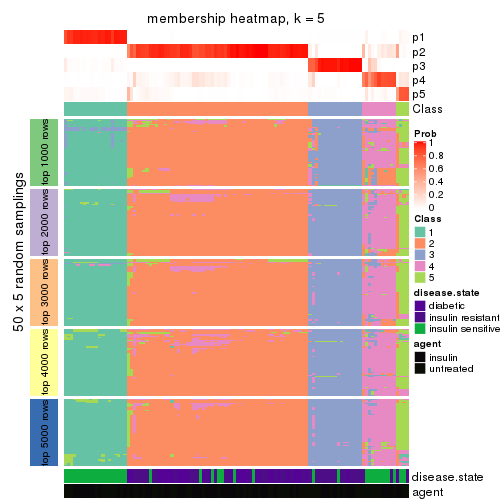 membership heatmap, k = 5
p1
p2
p3
p4
p5
Class
50 x 5 random samplings
top 1000 rows
top 2000 rows
top 3000 rows
top 4000 rows
top 5000 rows
Prob
1
0.8
0.6
0.4
0.2
0
Class
1
2
3
4
5
disease.state
diabetic
insulin resistant
insulin sensitive
agent
insulin
untreated
disease.state
agent